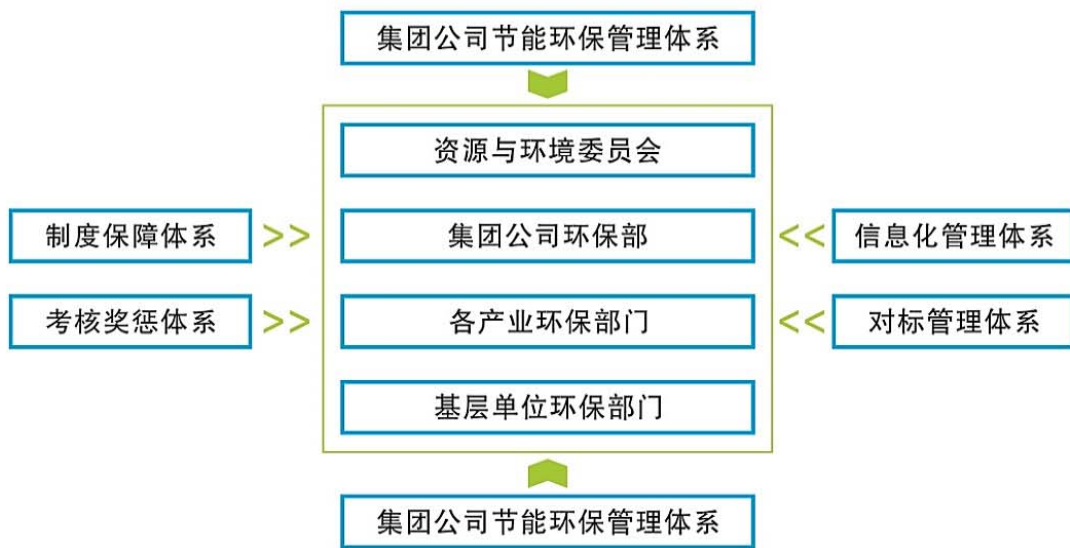 集团公司节能环保管理体系
资源与环境委员会
制度保障体系
>>
集团公司环保部
<<
信息化管理体系
考核奖惩体系
>>
各产业环保部门
<<
对标管理体系
基层单位环保部门
集团公司节能环保管理体系